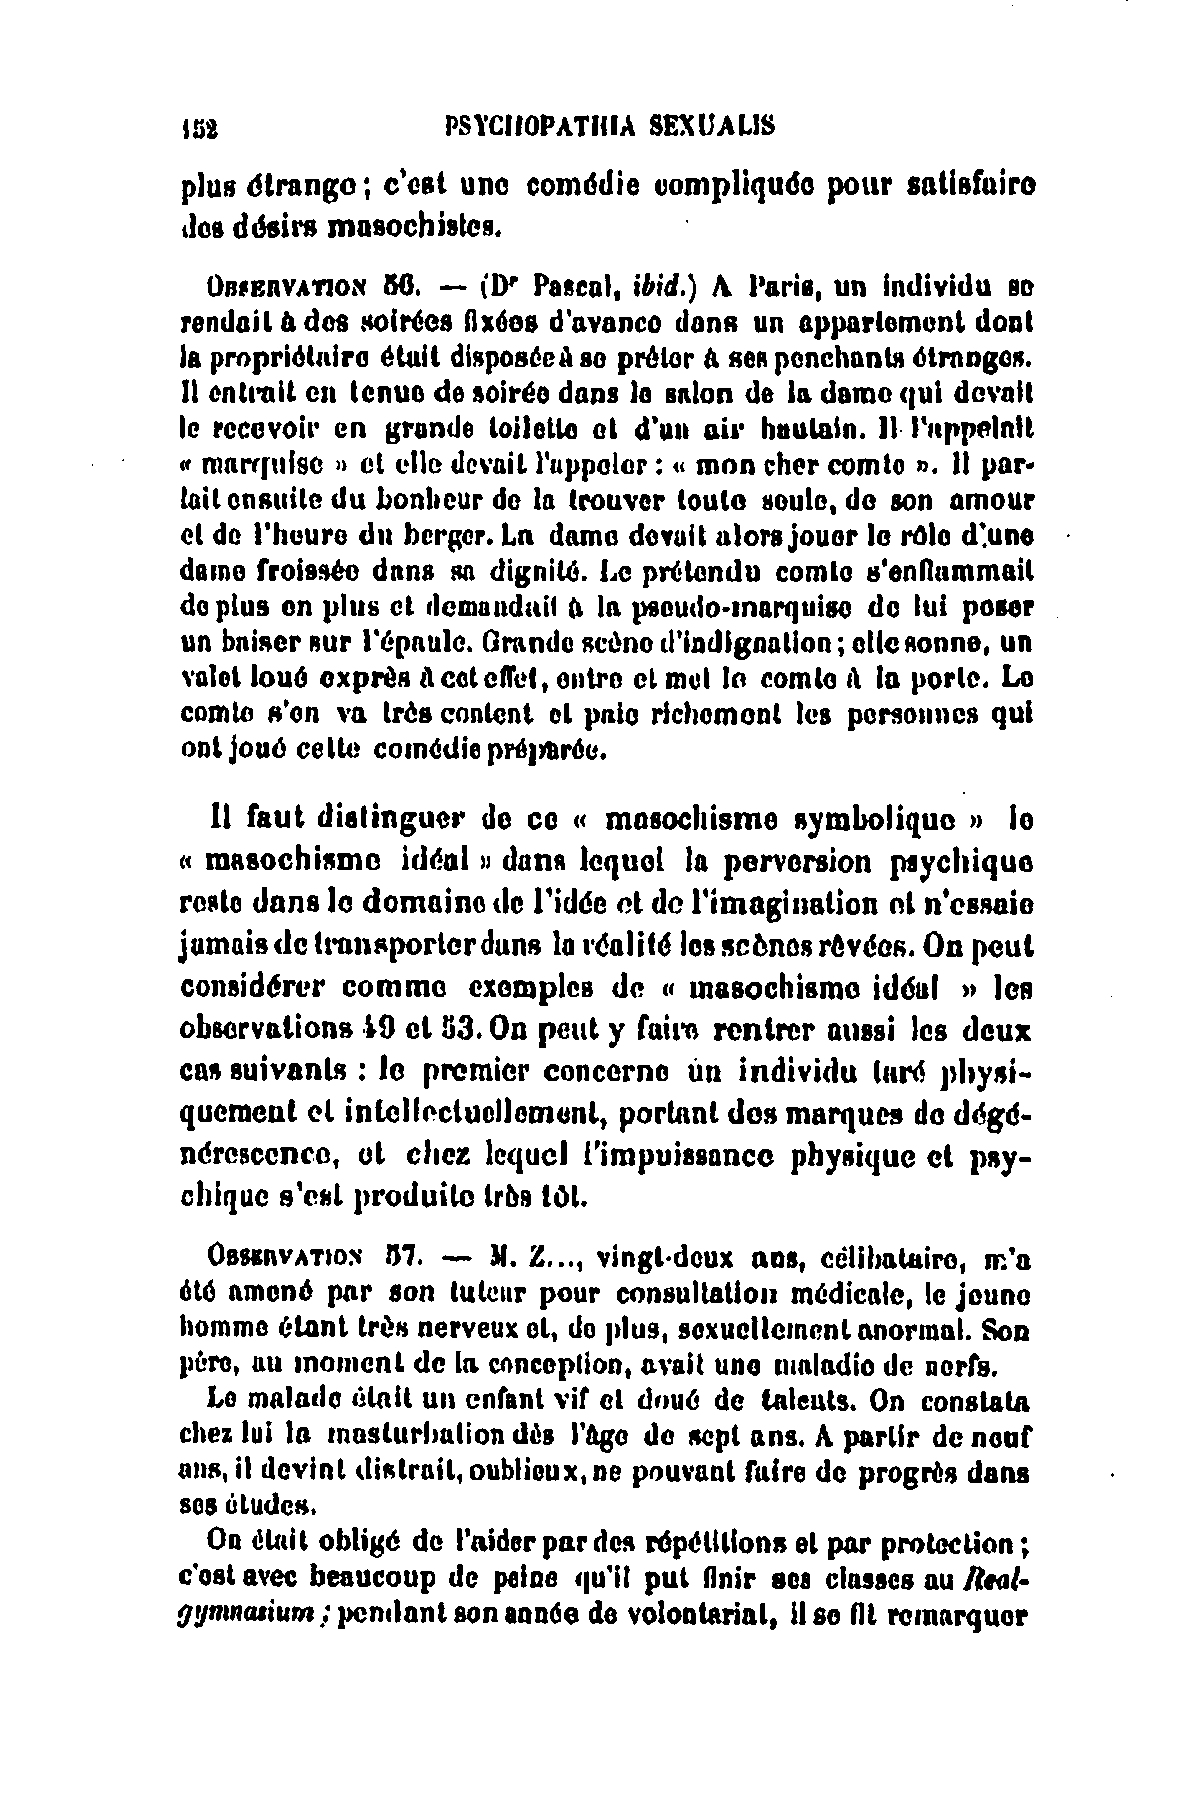 152 PSYCHOPATHIA SEXUALIS
plus étrange ; c'est une comédie compliquée pour satisfaire
des désirs masochistes.
OBSERVATION 56. — (Dr Pascal, ibid.) A Paris, un individu se
rendait à des soirées fixées d'avance dans un appartement dont
la propriétaire était disposée à se prêter à ses penchants étranges.
Il entrait en tenue de soirée dans le salon de la dame qui devait
le recevoir en grande toilette et d'un air hautain. Il l'appelait
« marquise » et elle devait l'appeler : « mon cher comte ». Il par-
lait ensuite du bonheur de la trouver toute seule, de son amour
et de l'heure du berger. La dame devait alors jouer le rôle d'une
dame froissée dans sa dignité. Le prétendu comte s'enflammait
de plus en plus et demandait à la pseudo-marquise de lui poser
un baiser sur l'épaule. Grande scène d'indignation ; elle sonne, un
valet loué exprès à cet effet, entre et met le comte à la porte. Le
comte s'en va très content et paie richement les personnes qui
ont joué cette comédie préparée.
Il faut distinguer de ce « masochisme symbolique » le
« masochisme idéal » dans lequel la perversion psychique
reste dans le domaine de l'idée et de l'imagination et n'essaie
jamais de transporter dans la réalité les scènes rêvées. On peut
considérer comme exemples de « masochisme idéal » les
observations 49 et 53. On peut y faire rentrer aussi les deux
cas suivants : le premier concerne un individu taré physi-
quement et intellectuellement, portant des marques de dégé-
nérescence, et chez lequel l'impuissance physique et psy-
chique s'est produite très tôt.
OBSERVATION 57. — M. Z..., vingt-deux ans, célibataire, m'a
été amené par son tuteur pour consultation médicale, le jeune
homme étant très nerveux et, de plus, sexuellement anormal. Son
père, au moment de la conception, avait une maladie de nerfs.
Le malade était un enfant vif et doué de talents. On constata
chez lui la masturbation dès l'âge de sept ans. A partir de neuf
ans, il devint distrait, oublieux, ne pouvant faire de progrès dans
ses études.
On était obligé de l'aider par des répétitions et par protection ;
c'est avec beaucoup de peine qu'il put finir ses classes au Real-
gymnasium ; pendant son année de volontariat, il se fit remarquer